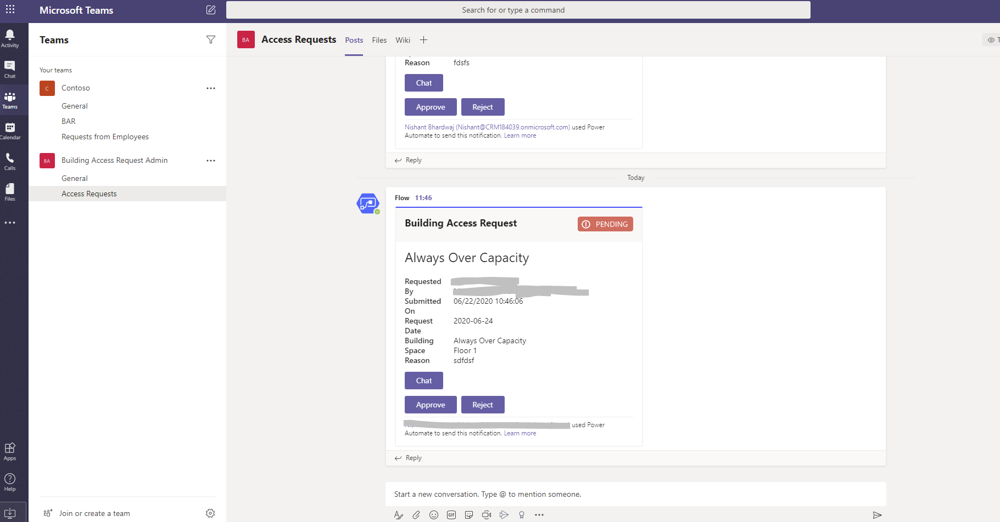 Microsoft Teams
Search for or type a command
Activity
Chat
Teams
Calendar
Calls
Files
Apps
Help
Teams
Your teams
C
Contoso
General
BAR
Requests from Employees
BA
Building Access Request Admin
General
Access Requests
Join or create a team
BA
Access Requests
Posts
Files
Wiki
T
Reason fdsfs
Chat
Approve Reject
Nishant Bhardwaj (Nishant@CRM184039.onmicrosoft.com) used Power
Automate to send this notification. Learn more
Reply
Today
Flow 11:46
Building Access Request
PENDING
Always Over Capacity
Requested
By
Submitted 06/22/2020 10:46:06
On
Request 2020-06-24
Date
Building Always Over Capacity
Space Floor 1
Reason sdfdsf
Chat
Approve Reject
used Power
Automate to send this notification. Learn more
Reply
Start a new conversation. Type @ to mention someone.
GIF